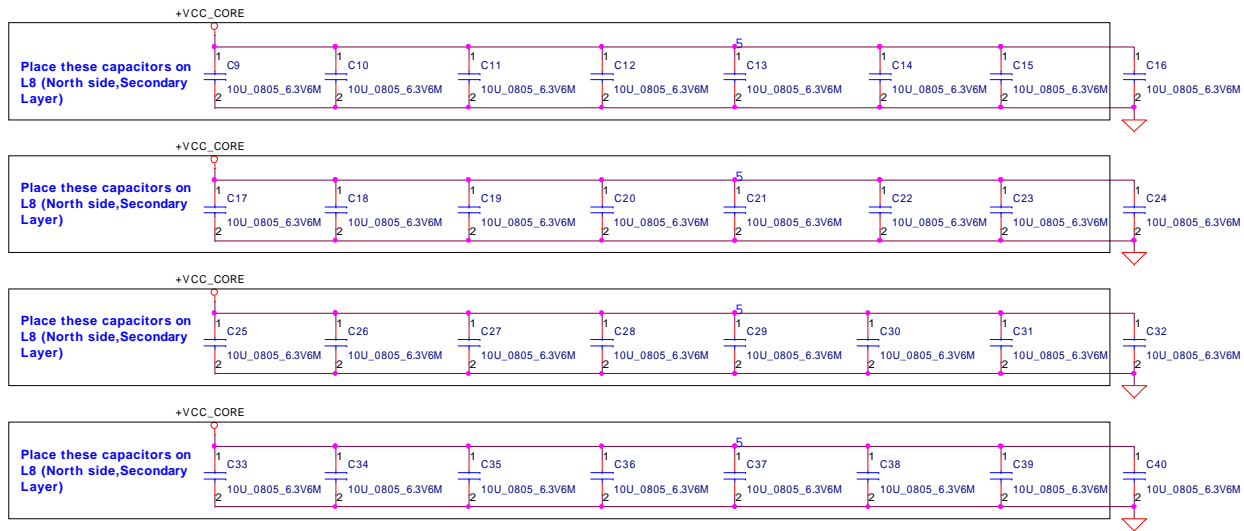 +VCC_CORE
Place these capacitors on
L8 (North side,Secondary
Layer)
5
1 1 1 1 1 1 1 1
C9 C10 C11 C12 C13 C14 C15 C16
10U_0805_6.3V6M 10U_0805_6.3V6M 10U_0805_6.3V6M 10U_0805_6.3V6M 10U_0805_6.3V6M 10U_0805_6.3V6M 10U_0805_6.3V6M 10U_0805_6.3V6M
2 2 2 2 2 2 2 2
+VCC_CORE
Place these capacitors on
L8 (North side,Secondary
Layer)
5
1 1 1 1 1 1 1 1
C17 C18 C19 C20 C21 C22 C23 C24
10U_0805_6.3V6M 10U_0805_6.3V6M 10U_0805_6.3V6M 10U_0805_6.3V6M 10U_0805_6.3V6M 10U_0805_6.3V6M 10U_0805_6.3V6M 10U_0805_6.3V6M
2 2 2 2 2 2 2 2
+VCC_CORE
Place these capacitors on
L8 (North side,Secondary
Layer)
5
1 1 1 1 1 1 1 1
C25 C26 C27 C28 C29 C30 C31 C32
10U_0805_6.3V6M 10U_0805_6.3V6M 10U_0805_6.3V6M 10U_0805_6.3V6M 10U_0805_6.3V6M 10U_0805_6.3V6M 10U_0805_6.3V6M 10U_0805_6.3V6M
2 2 2 2 2 2 2 2
+VCC_CORE
Place these capacitors on
L8 (North side,Secondary
Layer)
5
1 1 1 1 1 1 1 1
C33 C34 C35 C36 C37 C38 C39 C40
10U_0805_6.3V6M 10U_0805_6.3V6M 10U_0805_6.3V6M 10U_0805_6.3V6M 10U_0805_6.3V6M 10U_0805_6.3V6M 10U_0805_6.3V6M 10U_0805_6.3V6M
2 2 2 2 2 2 2 2